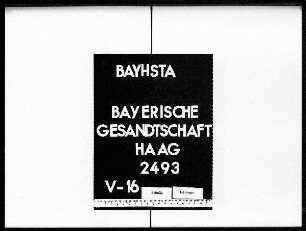 BAYHSTA
BAYERISCHE
GESANDTSCHAFT
HAAG
2493
V-16